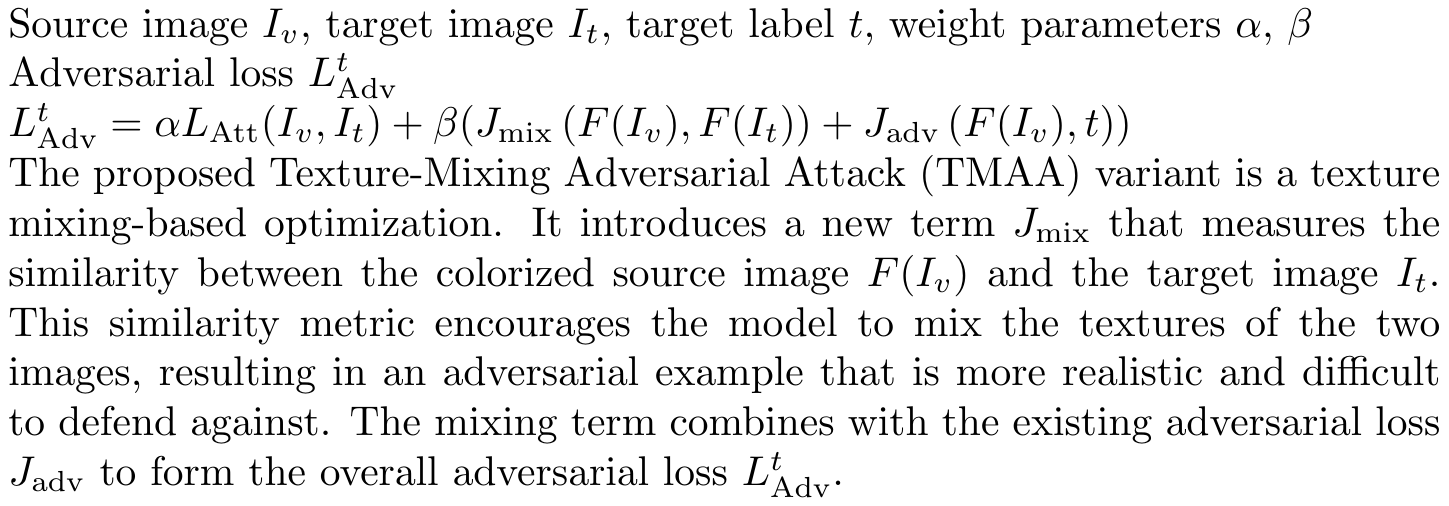 Source image $I_v$, target image $I_t$, target label $t$, weight parameters $\alpha$, $\beta$
Adversarial loss $L^t_{\text{Adv}}$
$L^t_{\text{Adv}} = \alpha L_{\text{Att}}(I_v, I_t) + \beta(J_{\text{mix}}(F(I_v), F(I_t)) + J_{\text{adv}}(F(I_v), t))$
The proposed Texture-Mixing Adversarial Attack (TMAA) variant is a texture
mixing-based optimization. It introduces a new term $J_{\text{mix}}$ that measures the
similarity between the colorized source image $F(I_v)$ and the target image $I_t$.
This similarity metric encourages the model to mix the textures of the two
images, resulting in an adversarial example that is more realistic and difficult
to defend against. The mixing term combines with the existing adversarial loss
$J_{\text{adv}}$ to form the overall adversarial loss $L^t_{\text{Adv}}$.